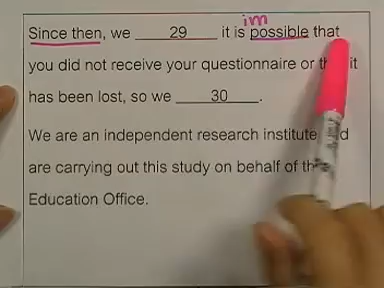 im
Since then, we 29 it is possible that
you did not receive your questionnaire or it
has been lost, so we 30 .
We are an independent research institute
are carrying out this study on behalf of
Education Office.